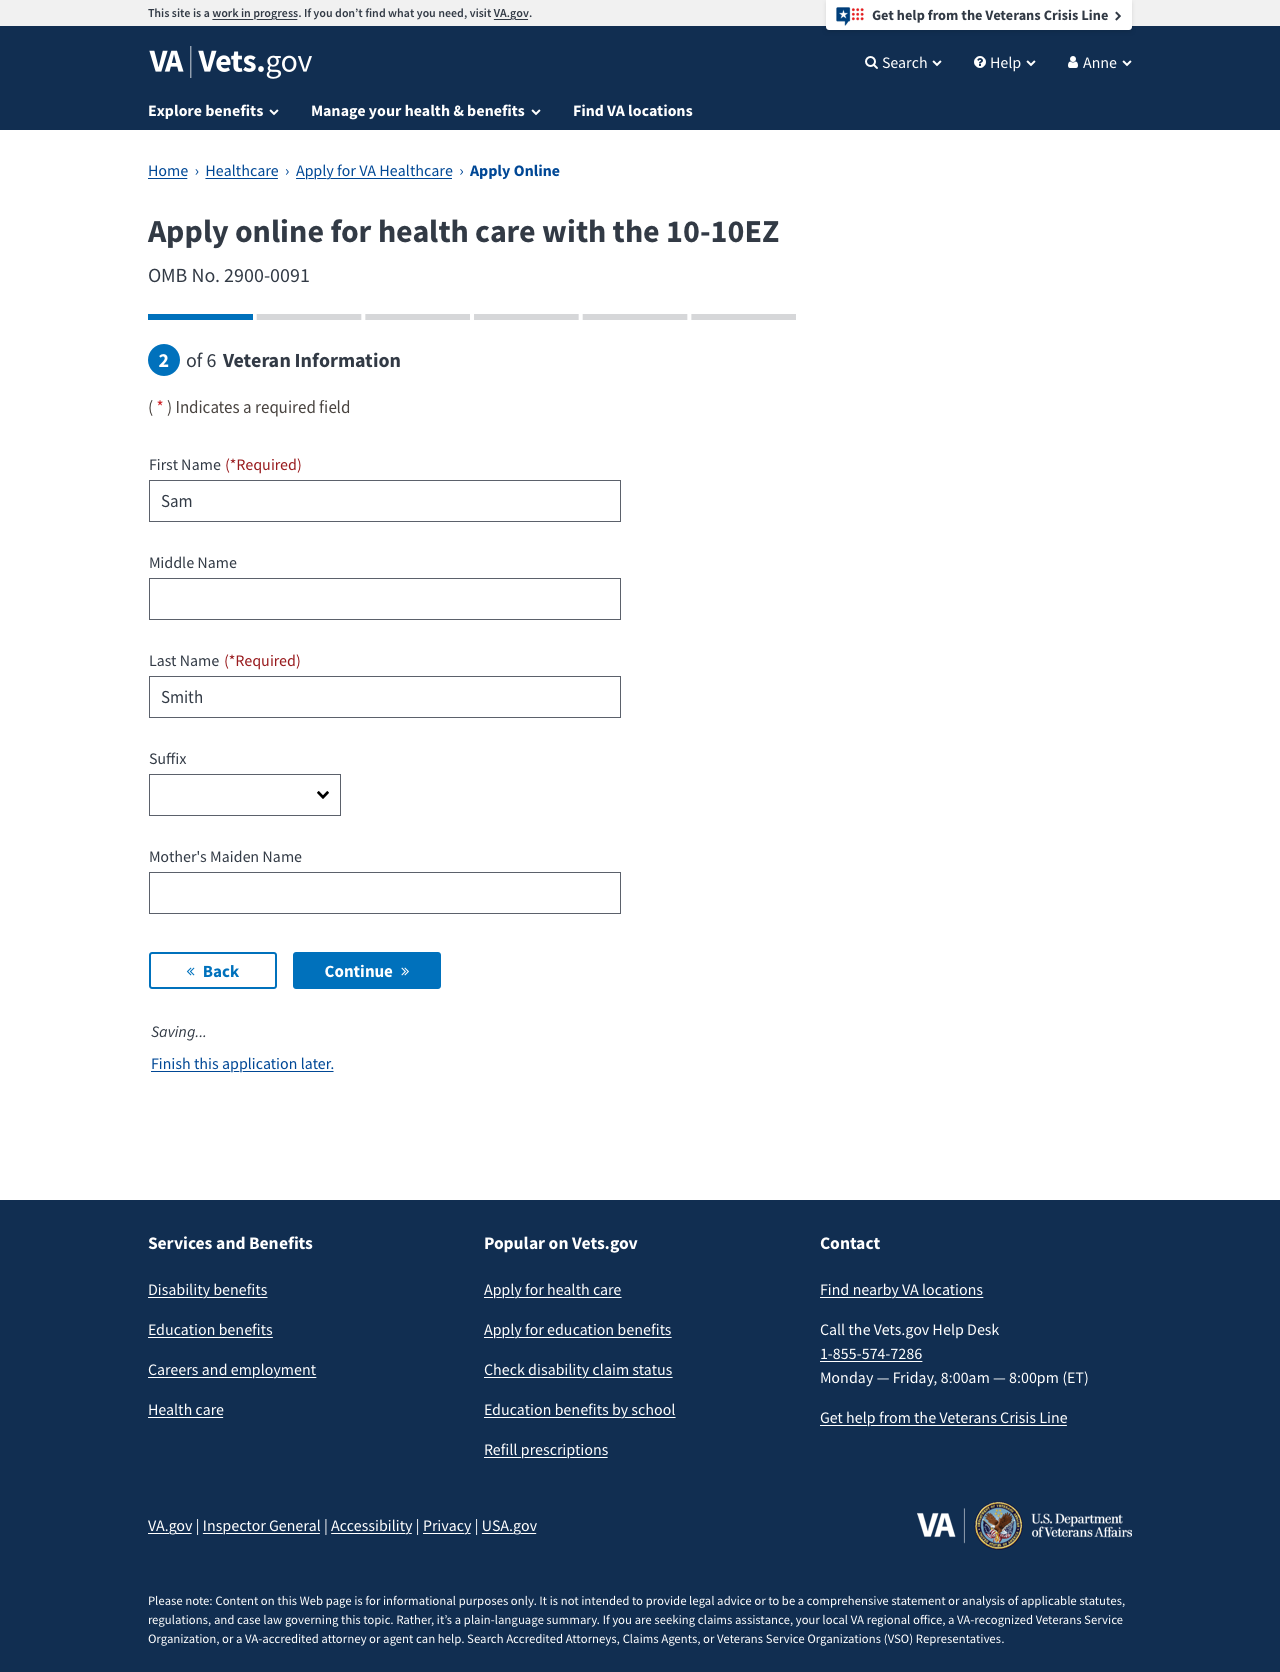 This site is a work in progress. If you don’t find what you need, visit VA.gov.
Get help from the Veterans Crisis Line
VA | Vets.gov
Search
Help
Anne
Explore benefits
Manage your health & benefits
Find VA locations
Home › Healthcare › Apply for VA Healthcare › Apply Online
Apply online for health care with the 10-10EZ
OMB No. 2900-0091
2 of 6 Veteran Information
( * ) Indicates a required field
First Name (*Required)
Sam
Middle Name
Last Name (*Required)
Smith
Suffix
Mother's Maiden Name
« Back
Continue »
Saving...
Finish this application later.
Services and Benefits
Disability benefits
Education benefits
Careers and employment
Health care
Popular on Vets.gov
Apply for health care
Apply for education benefits
Check disability claim status
Education benefits by school
Refill prescriptions
Contact
Find nearby VA locations
Call the Vets.gov Help Desk
1-855-574-7286
Monday — Friday, 8:00am — 8:00pm (ET)
Get help from the Veterans Crisis Line
VA.gov | Inspector General | Accessibility | Privacy | USA.gov
VA
U.S. Department
of Veterans Affairs
Please note: Content on this Web page is for informational purposes only. It is not intended to provide legal advice or to be a comprehensive statement or analysis of applicable statutes,
regulations, and case law governing this topic. Rather, it’s a plain-language summary. If you are seeking claims assistance, your local VA regional office, a VA-recognized Veterans Service
Organization, or a VA-accredited attorney or agent can help. Search Accredited Attorneys, Claims Agents, or Veterans Service Organizations (VSO) Representatives.